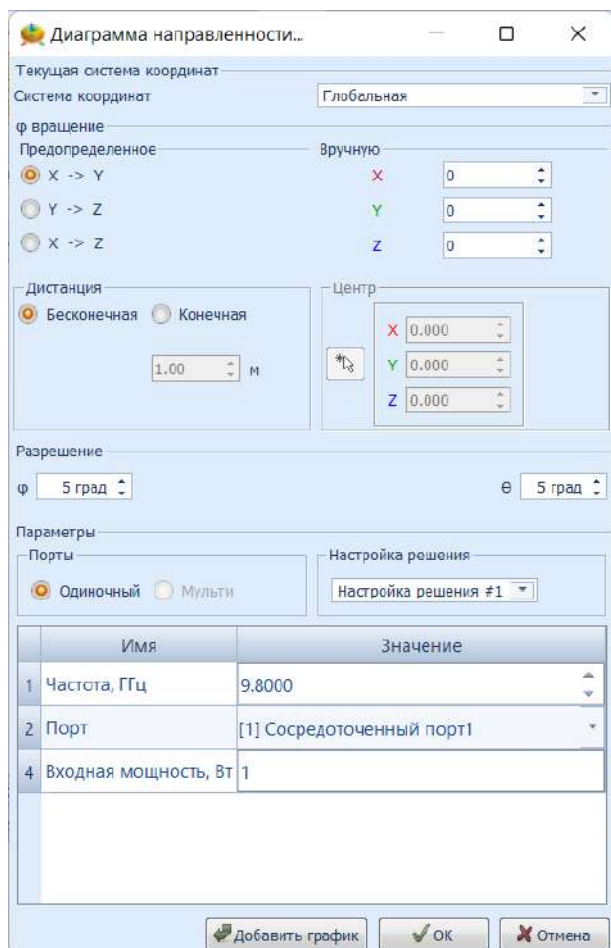 Диаграмма направленности...
Текущая система координат
Система координат Глобальная
φ вращение
Предопределенное Вручную
X -> Y X 0
Y -> Z Y 0
X -> Z Z 0
Дистанция Центр
Бесконечная Конечная X 0.000
1.00 м Y 0.000
Z 0.000
Разрешение
φ 5 град θ 5 град
Параметры
Порты Настройка решения
Одиночный Мульти Настройка решения #1
Имя Значение
1 Частота, ГГц 9.8000
2 Порт [1] Сосредоточенный порт1
4 Входная мощность, Вт 1
Добавить график ОК Отмена